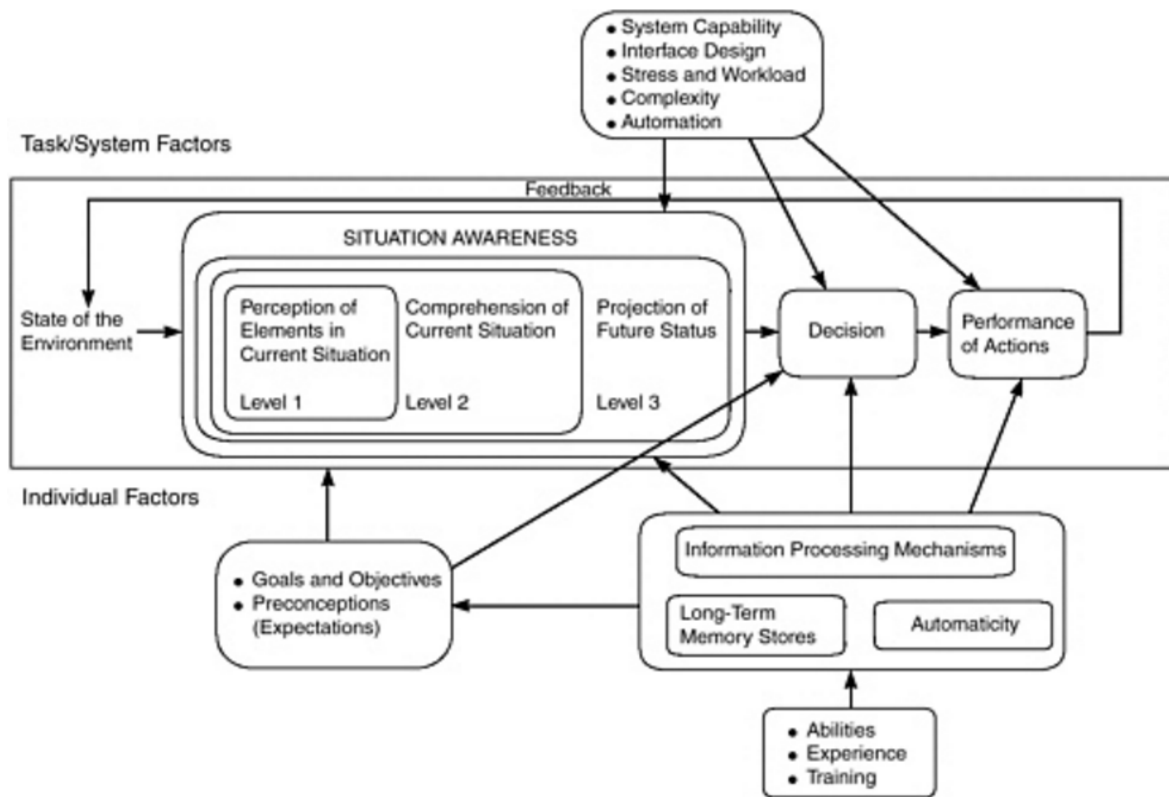 • System Capability
• Interface Design
• Stress and Workload
• Complexity
• Automation
Task/System Factors
Feedback
SITUATION AWARENESS
State of the
Environment
Perception of
Elements in
Current Situation
Level 1
Comprehension of
Current Situation
Level 2
Projection of
Future Status
Level 3
Decision
Performance
of Actions
Individual Factors
• Goals and Objectives
• Preconceptions
(Expectations)
Information Processing Mechanisms
Long-Term
Memory Stores
Automaticity
• Abilities
• Experience
• Training